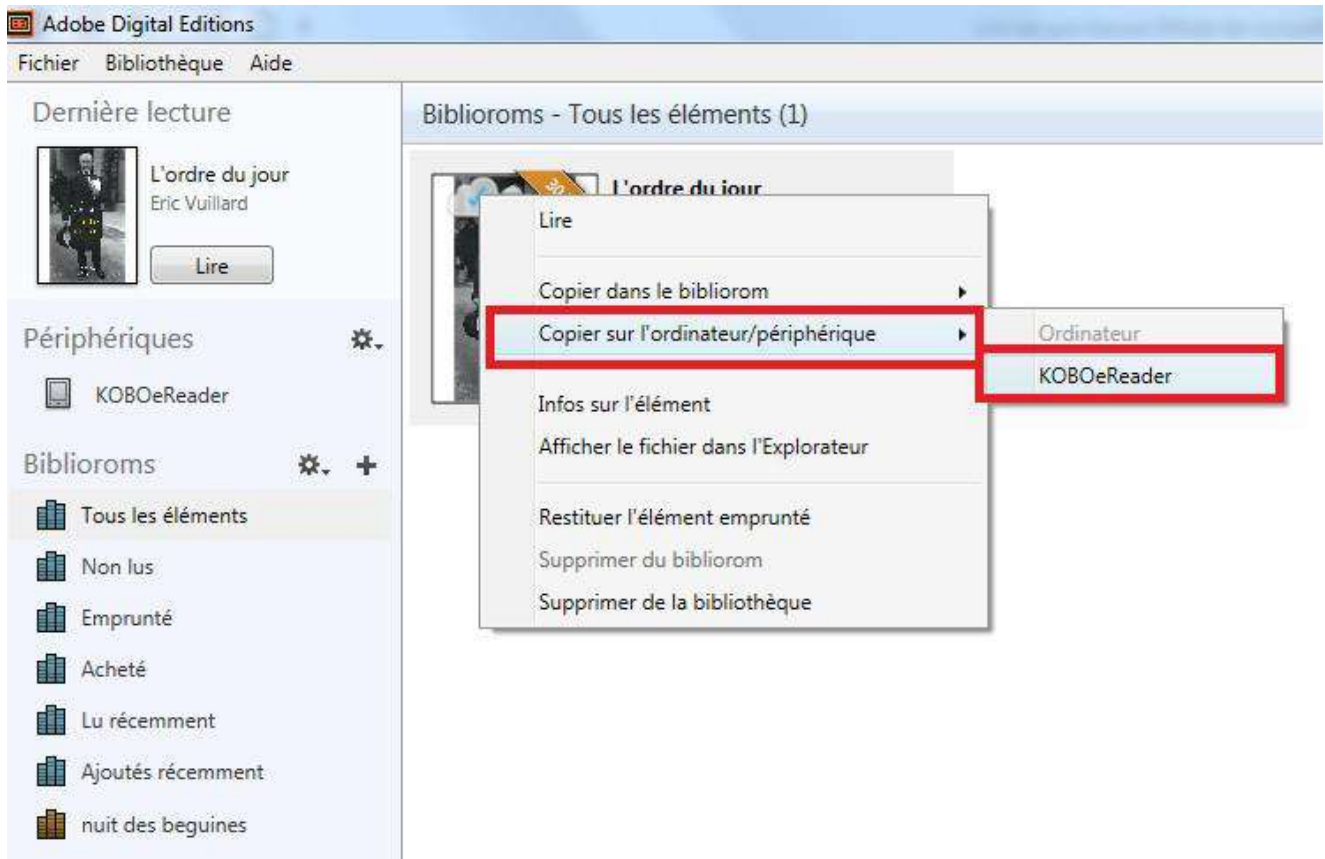 Adobe Digital Editions
Fichier Bibliothèque Aide
Dernière lecture
L'ordre du jour
Eric Vuillard
Lire
Périphériques
KOBOeReader
Biblioroms
Tous les éléments
Non lus
Emprunté
Acheté
Lu récemment
Ajoutés récemment
nuit des beguines
Biblioroms - Tous les éléments (1)
L'ordre du jour
Lire
Copier dans le bibliorom
Copier sur l'ordinateur/périphérique
Infos sur l'élément
Afficher le fichier dans l'Explorateur
Restituer l'élément emprunté
Supprimer du bibliorom
Supprimer de la bibliothèque
Ordinateur
KOBOeReader